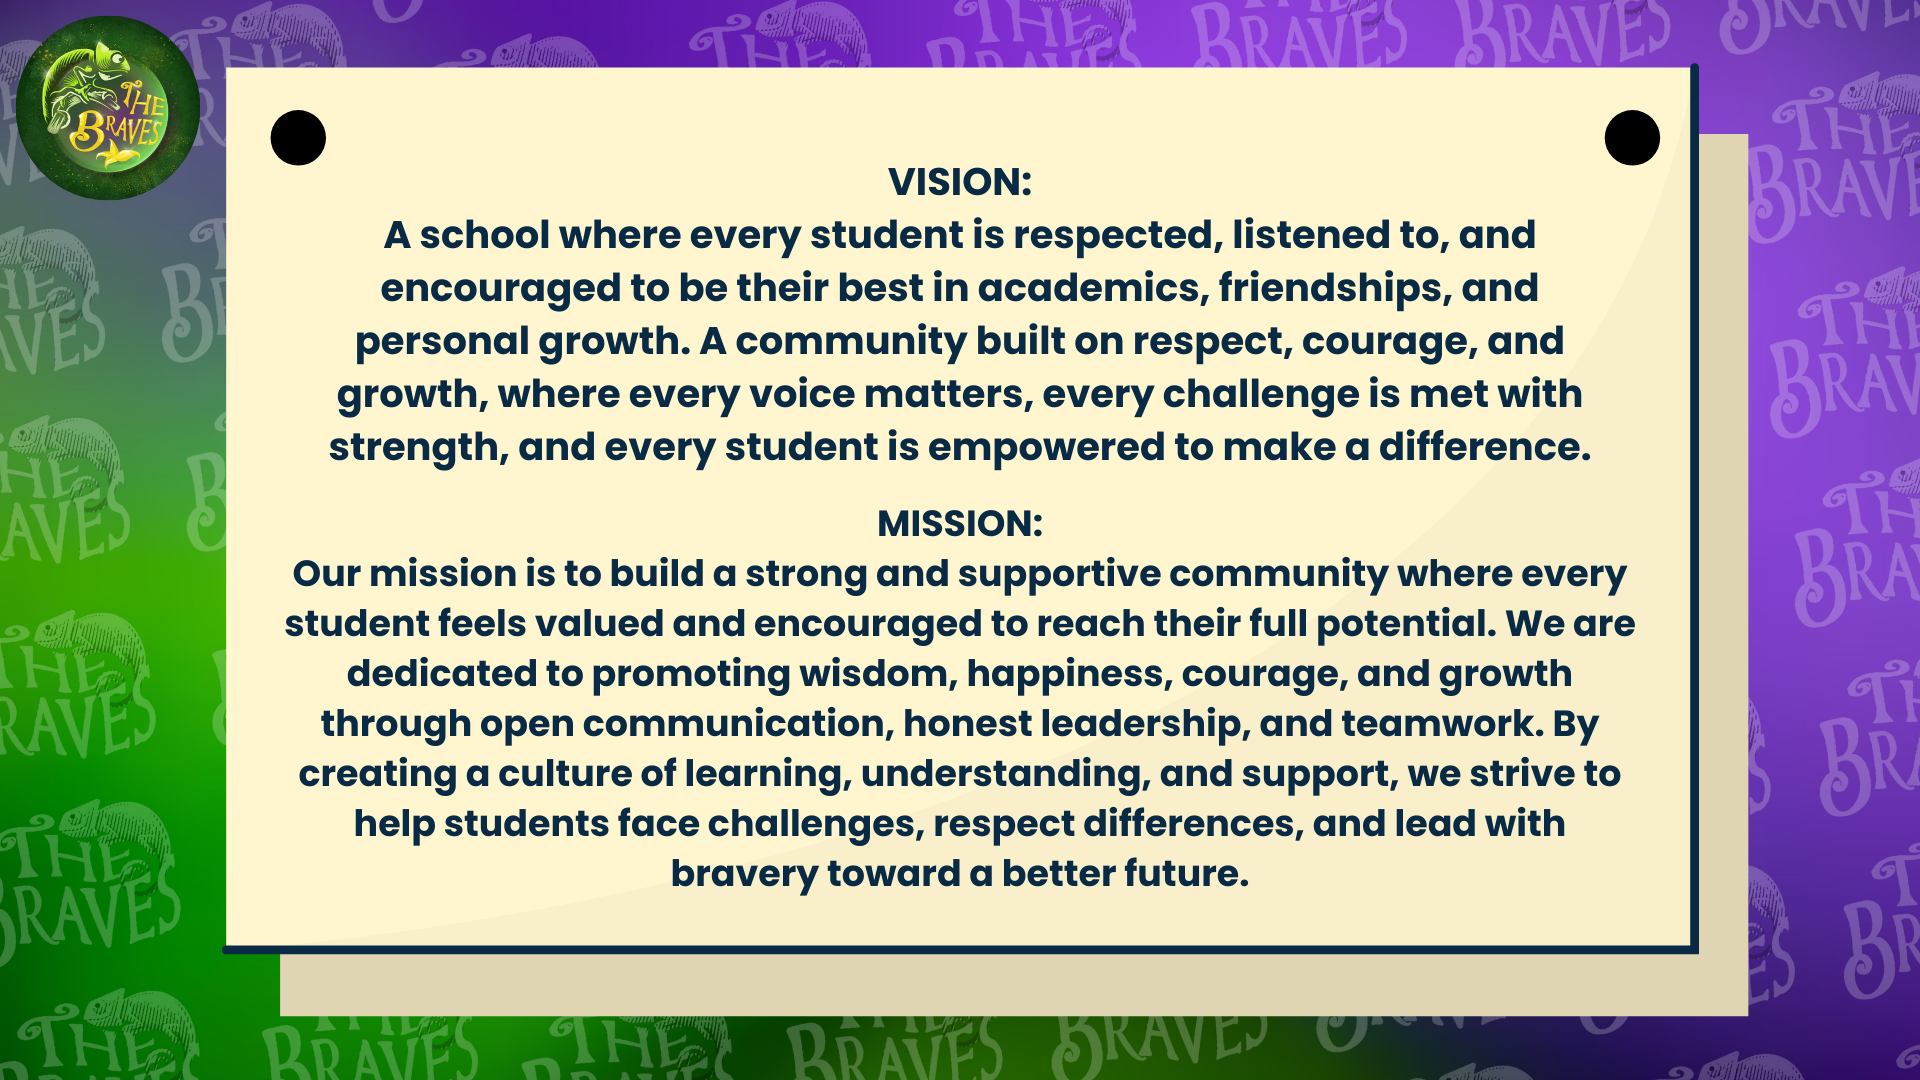 THE
BRAVES
VISION:
A school where every student is respected, listened to, and
encouraged to be their best in academics, friendships, and
personal growth. A community built on respect, courage, and
growth, where every voice matters, every challenge is met with
strength, and every student is empowered to make a difference.
MISSION:
Our mission is to build a strong and supportive community where every
student feels valued and encouraged to reach their full potential. We are
dedicated to promoting wisdom, happiness, courage, and growth
through open communication, honest leadership, and teamwork. By
creating a culture of learning, understanding, and support, we strive to
help students face challenges, respect differences, and lead with
bravery toward a better future.